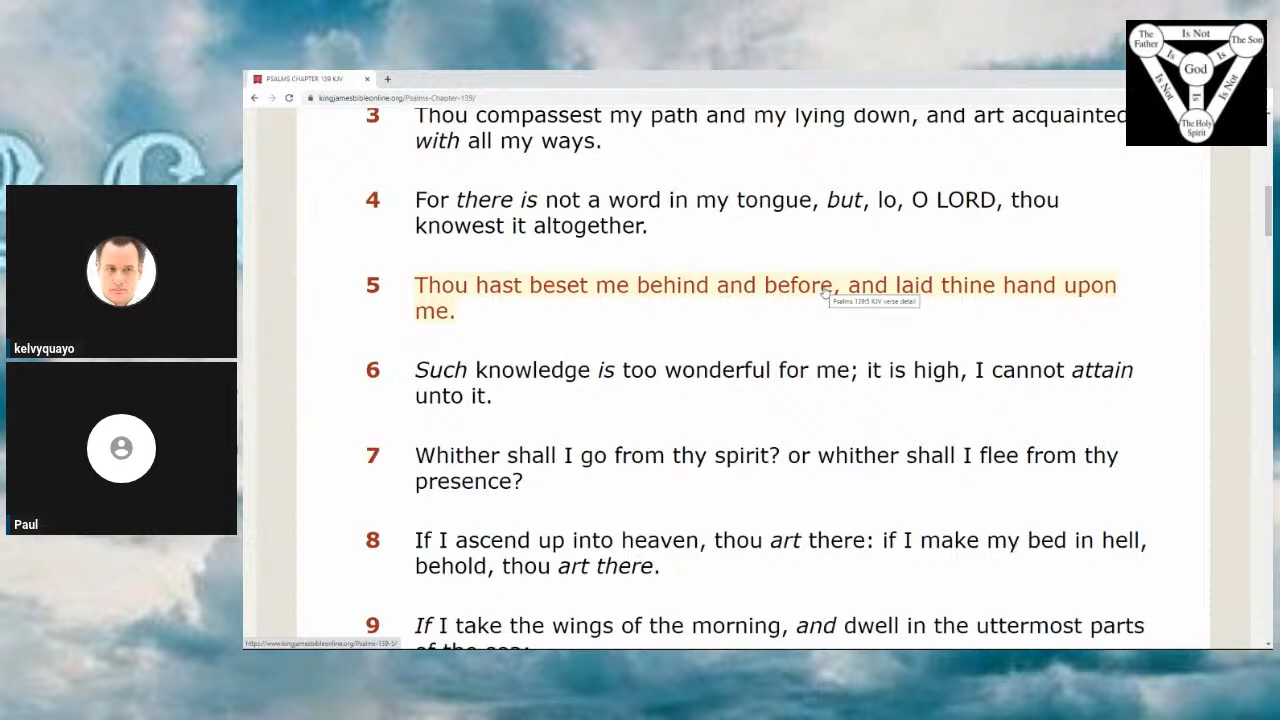 PSALMS CHAPTER 139 KJV
kingjamesbibleonline.org/Psalms-Chapter-139/
3 Thou compassest my path and my lying down, and art acquainted
with all my ways.
4 For there is not a word in my tongue, but, lo, O LORD, thou
knowest it altogether.
5 Thou hast beset me behind and before, and laid thine hand upon
me.
Psalms 139:5 KJV verse detail
6 Such knowledge is too wonderful for me; it is high, I cannot attain
unto it.
7 Whither shall I go from thy spirit? or whither shall I flee from thy
presence?
8 If I ascend up into heaven, thou art there: if I make my bed in hell,
behold, thou art there.
9 If I take the wings of the morning, and dwell in the uttermost parts
of the sea;
https://www.kingjamesbibleonline.org/Psalms-139-5/
kelvyquayo
Paul
The Father
Is Not
The Son
Is
Is
God
Is Not
Is
Is Not
The Holy
Spirit